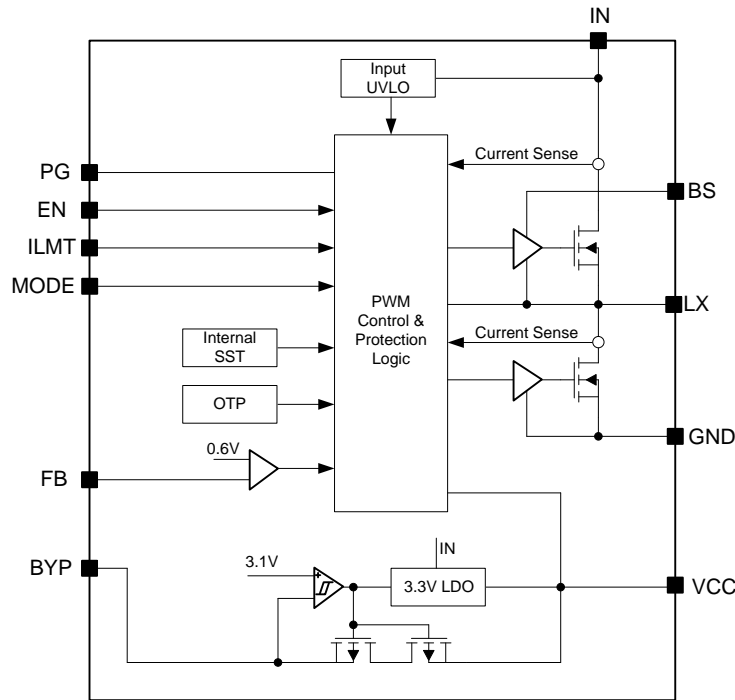 IN
Input
UVLO
Current Sense
PG
BS
EN
ILMT
MODE
LX
PWM
Control &
Protection
Logic
Internal
SST
Current Sense
OTP
GND
0.6V
FB
IN
BYP
3.1V
+
3.3V LDO
VCC